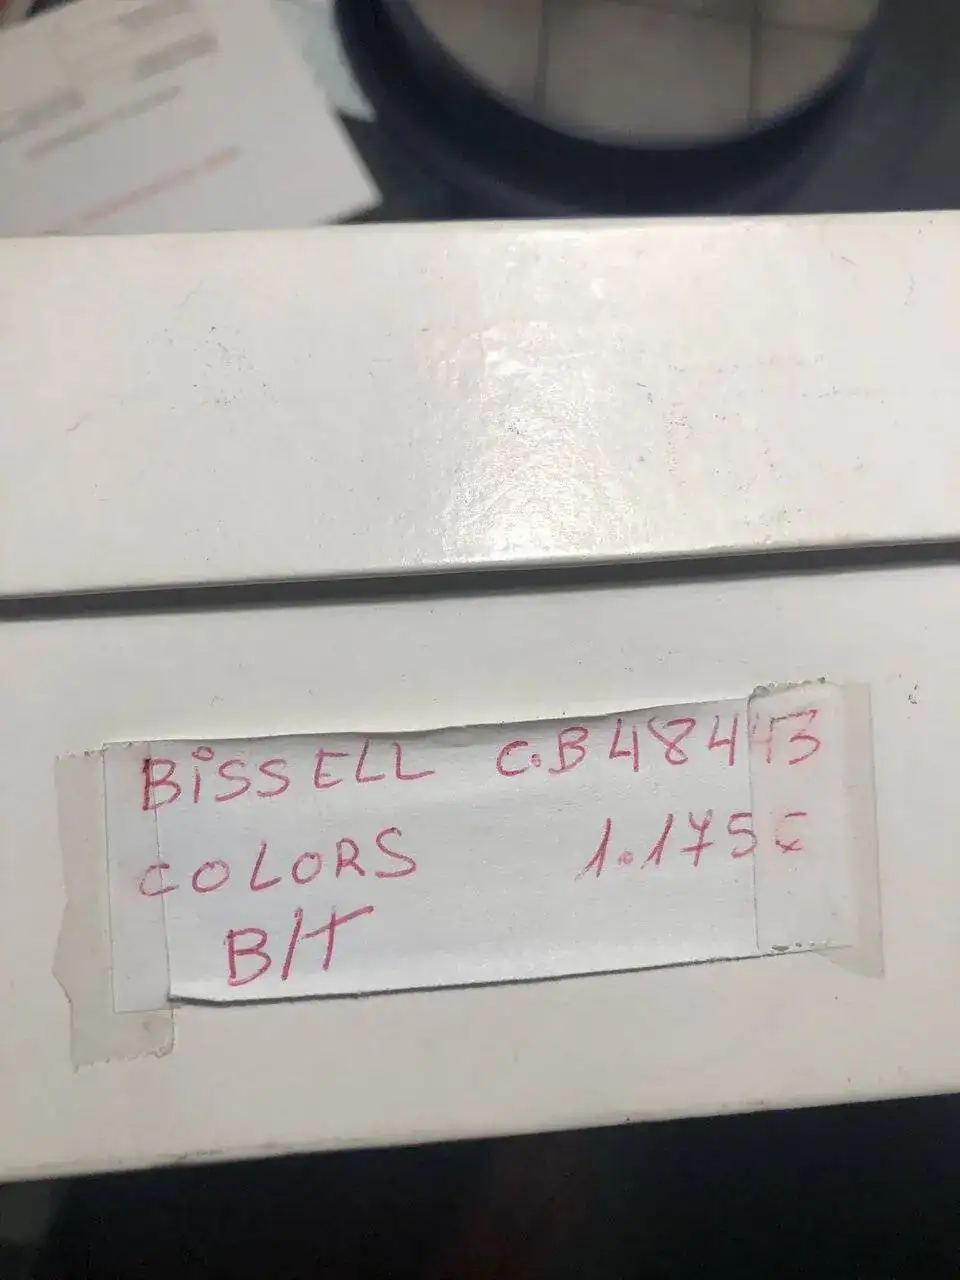 BiSSELL C.B48443
COLORS 1.175€
B/T